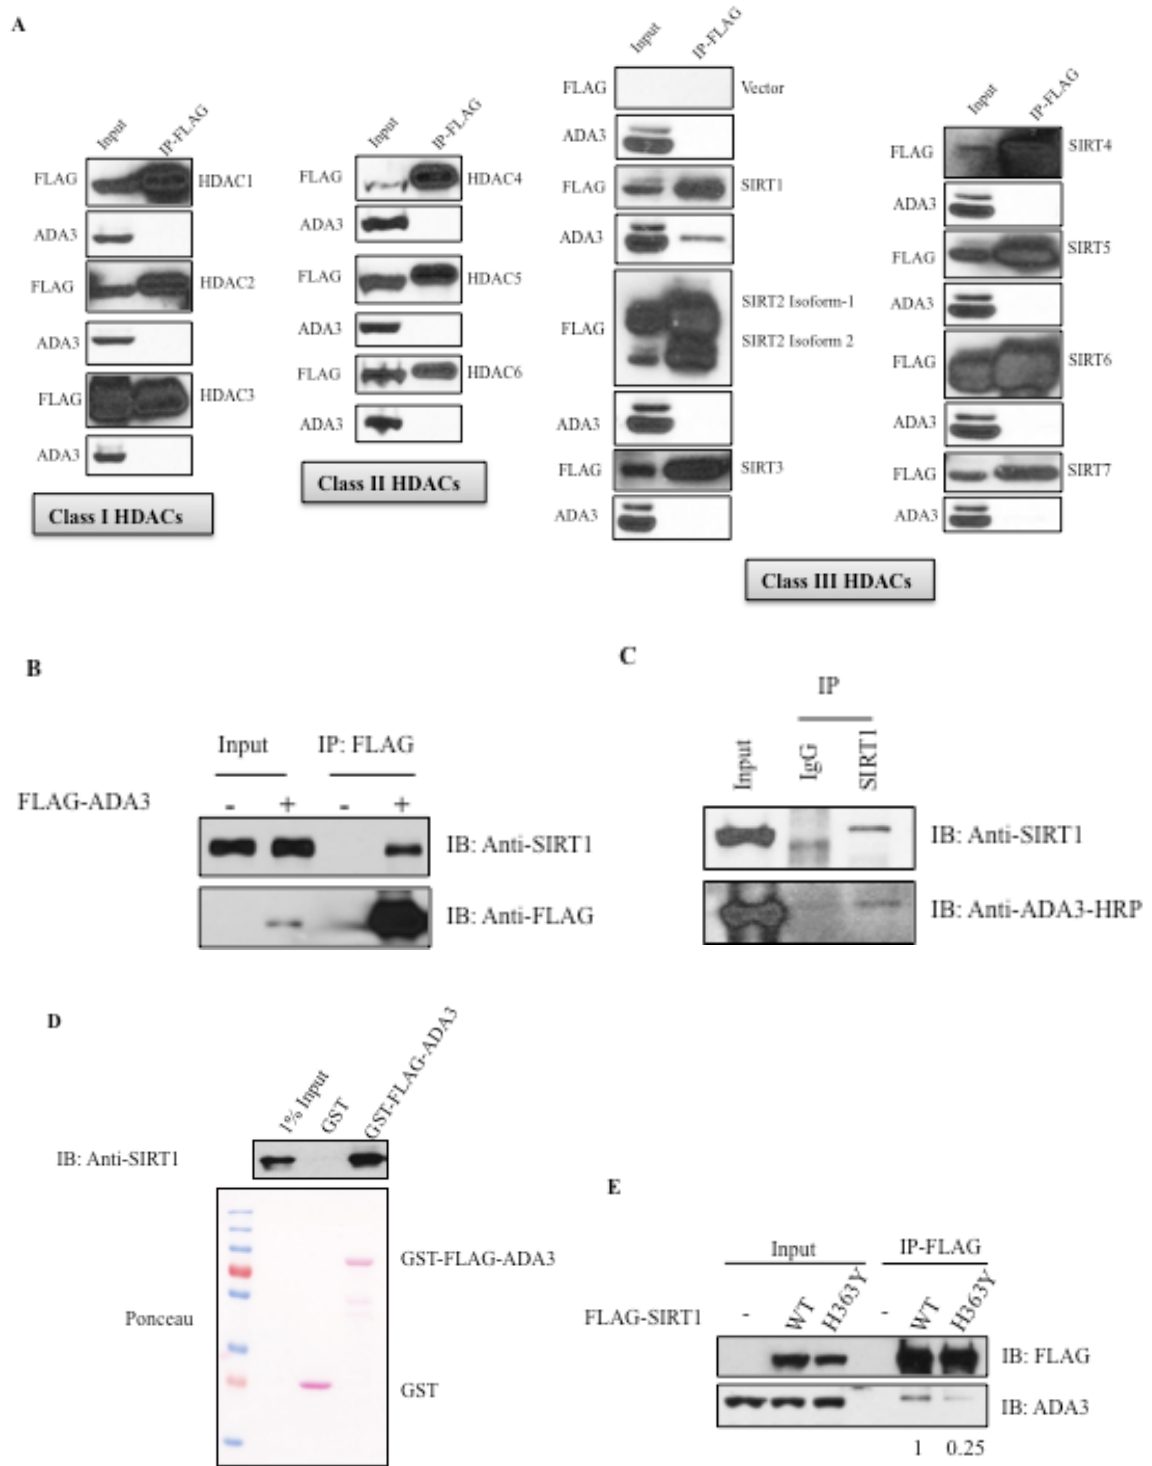 A
Input IP-FLAG
FLAG HDAC1
ADA3
FLAG HDAC2
ADA3
FLAG HDAC3
ADA3
Class I HDACs
Input IP-FLAG
FLAG HDAC4
ADA3
FLAG HDAC5
ADA3
FLAG HDAC6
ADA3
Class II HDACs
Input IP-FLAG
FLAG Vector
ADA3
FLAG SIRT1
ADA3
SIRT2 Isoform-1
FLAG
SIRT2 Isoform 2
ADA3
FLAG SIRT3
ADA3
Input IP-FLAG
FLAG SIRT4
ADA3
FLAG SIRT5
ADA3
FLAG SIRT6
ADA3
FLAG SIRT7
ADA3
Class III HDACs
B
Input IP: FLAG
FLAG-ADA3 - + - +
IB: Anti-SIRT1
IB: Anti-FLAG
C
IP
Input IgG SIRT1
IB: Anti-SIRT1
IB: Anti-ADA3-HRP
D
1% Input GST GST-FLAG-ADA3
IB: Anti-SIRT1
GST-FLAG-ADA3
Ponceau
GST
E
Input IP-FLAG
FLAG-SIRT1 - WT H363Y - WT H363Y
IB: FLAG
IB: ADA3
1 0.25